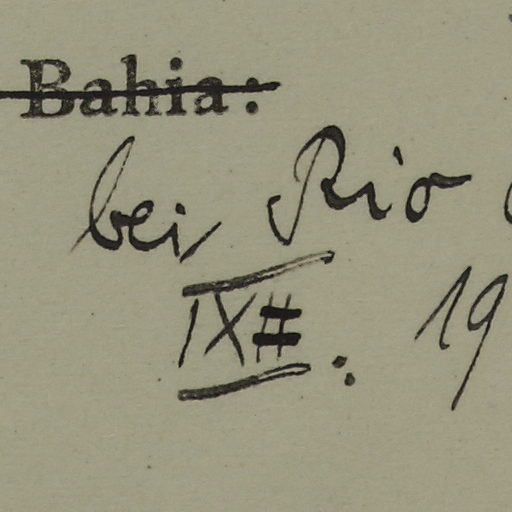 Bahia:
bei Rio
IX. 19